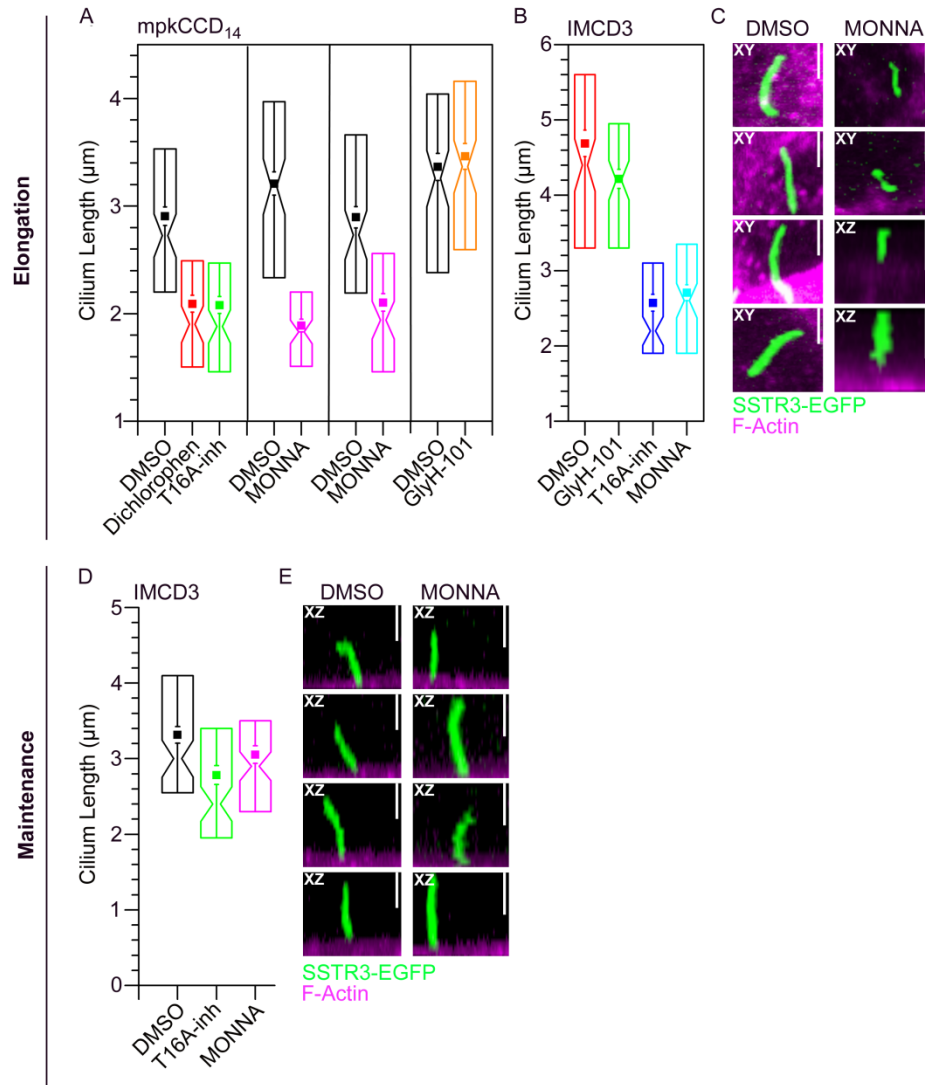 Elongation
A
mpkCCD14
Cilium Length (µm)
4
3
2
1
DMSO
Dichlorophen
T16A-inh
DMSO
MONNA
DMSO
MONNA
DMSO
GlyH-101
B
IMCD3
Cilium Length (µm)
6
5
4
3
2
1
DMSO
GlyH-101
T16A-inh
MONNA
C
DMSO MONNA
XY XY
XY XY
XY XZ
XY XZ
SSTR3-EGFP
F-Actin
Maintenance
D
IMCD3
Cilium Length (µm)
5
4
3
2
1
0
DMSO
T16A-inh
MONNA
E
DMSO MONNA
XZ XZ
XZ XZ
XZ XZ
XZ XZ
SSTR3-EGFP
F-Actin